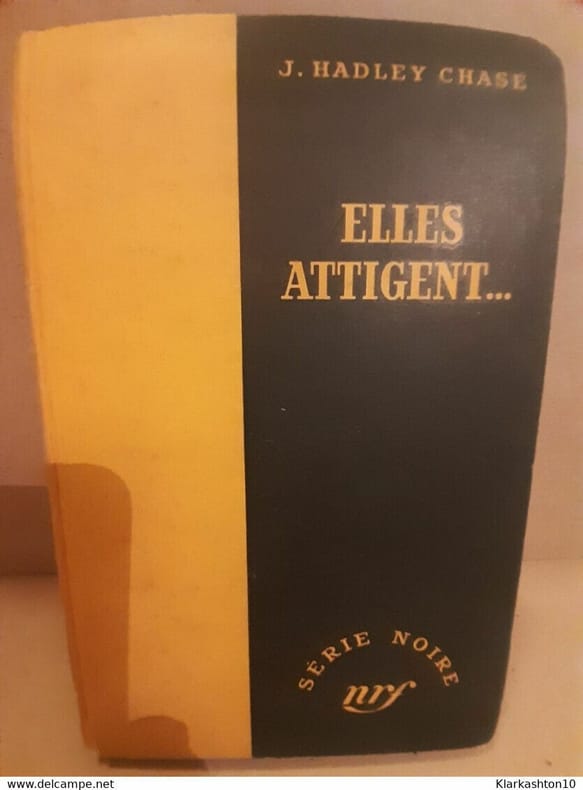 J. HADLEY CHASE
ELLES
ATTIGENT...
SÉRIE NOIRE
nrf
www.delcampe.net
Klarkashton10